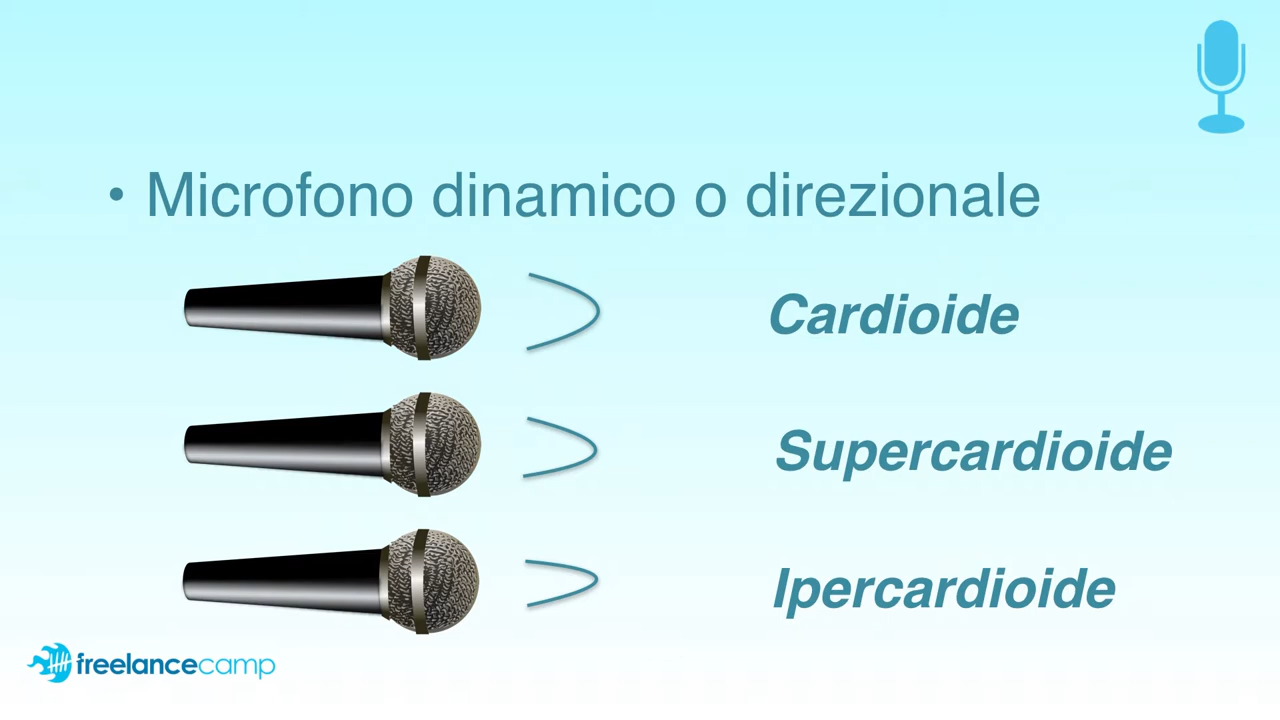 • Microfono dinamico o direzionale
Cardioide
Supercardioide
Ipercardioide
freelancecamp